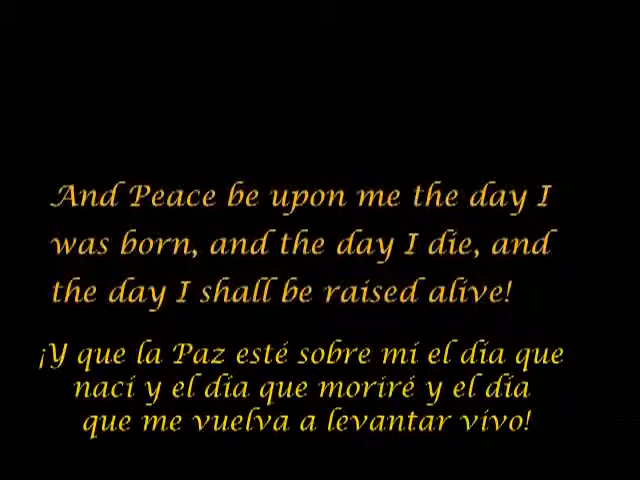 And Peace be upon me the day I
was born, and the day I die, and
the day I shall be raised alive!
¡Y que la Paz esté sobre mí el día que
nací y el día que moriré y el día
que me vuelva a levantar vivo!